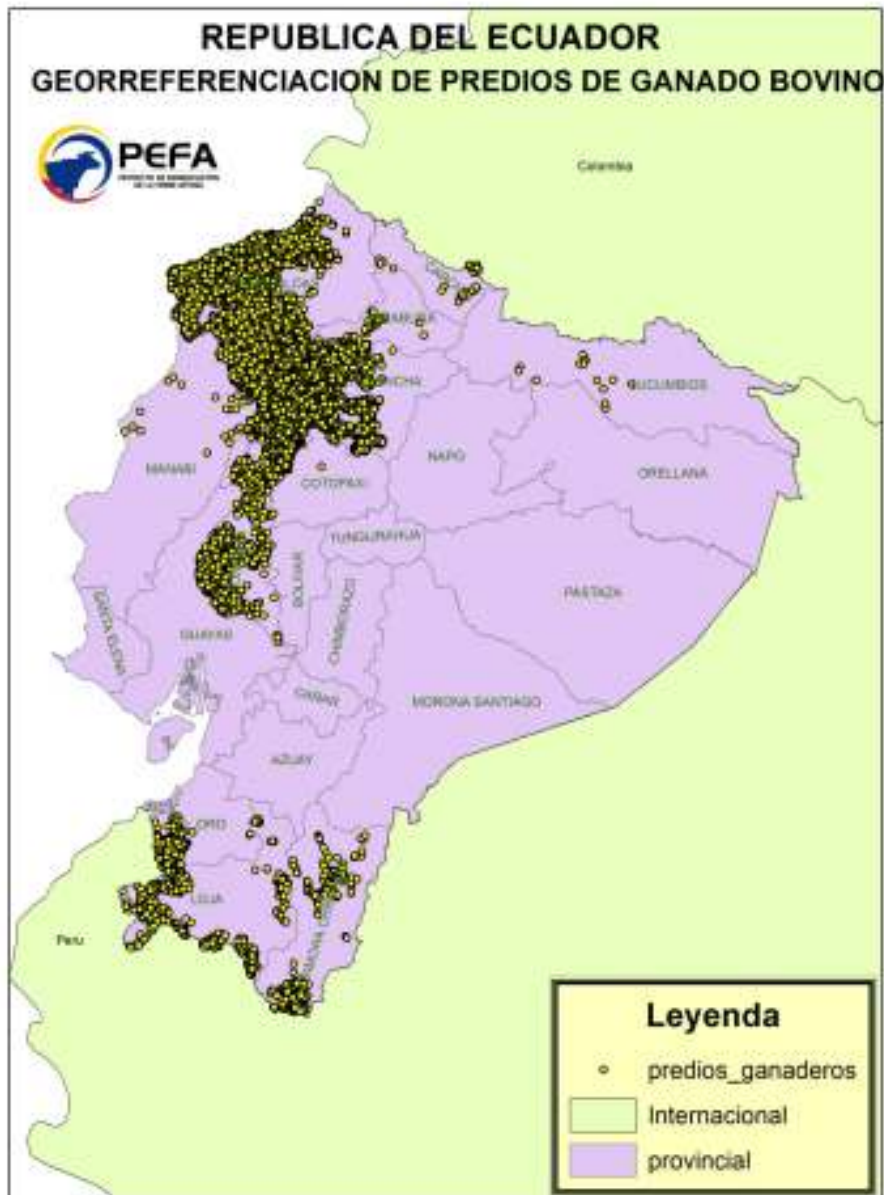 REPUBLICA DEL ECUADOR
GEORREFERENCIACION DE PREDIOS DE GANADO BOVINO
PEFA
Colombia
SUCUMBIOS
MANABI
COTOPAXI
NAPO
ORELLANA
TUNGURAHUA
BOLIVAR
PASTAZA
SANTA ELENA
CHIMBORAZO
GUAYAS
CAÑAR
MORONA SANTIAGO
AZUAY
ORO
LOJA
Peru
Leyenda
predios_ganaderos
Internacional
provincial